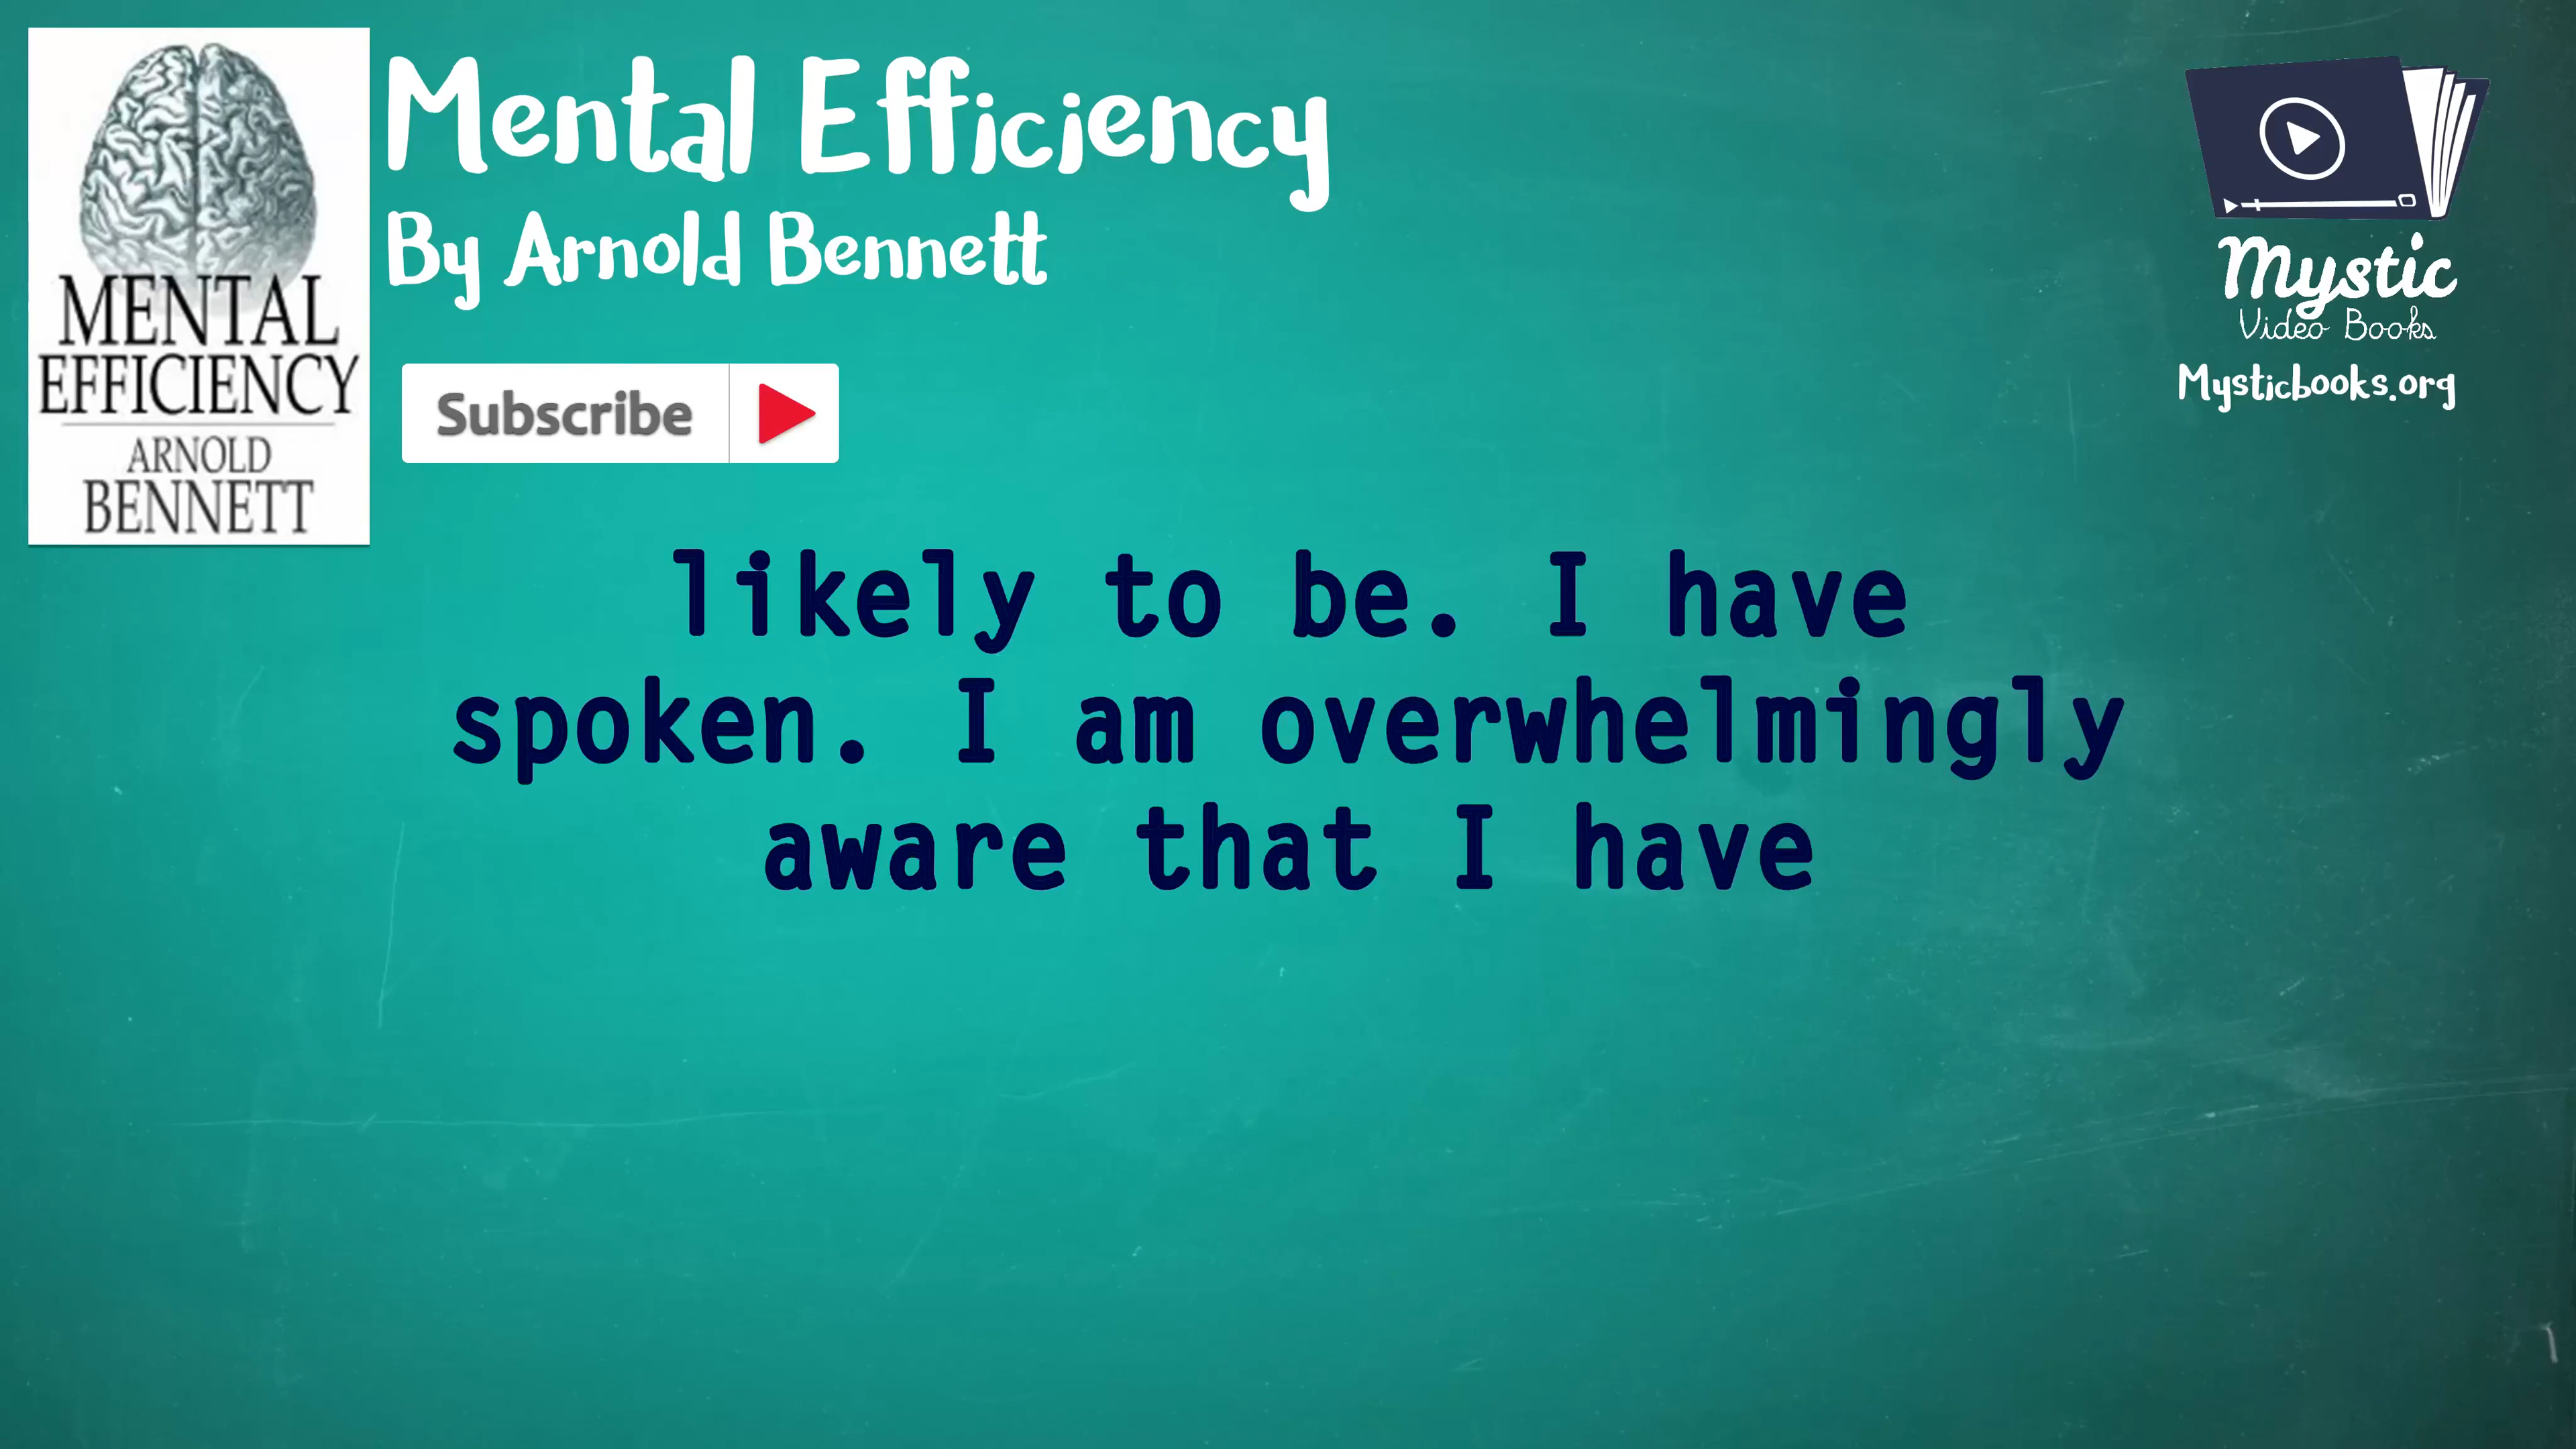 Mental Efficiency
By Arnold Bennett
MENTAL
EFFICIENCY
ARNOLD
BENNETT
Subscribe
Mystic
Video Books
Mysticbooks.org
likely to be. I have
spoken. I am overwhelmingly
aware that I have